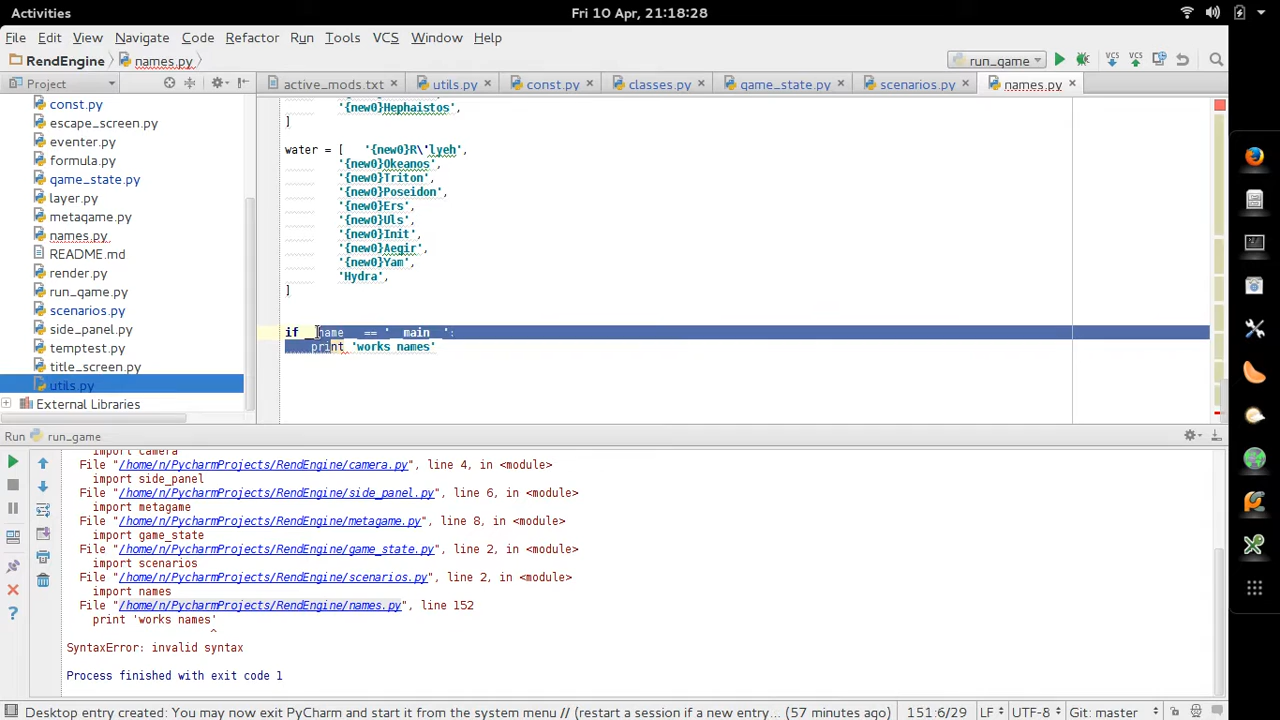 Activities
Fri 10 Apr, 21:18:28
File Edit View Navigate Code Refactor Run Tools VCS Window Help
RendEngine names.py
run_game
VCS VCS
Project
active_mods.txt utils.py const.py classes.py game_state.py scenarios.py names.py
const.py
escape_screen.py
eventer.py
formula.py
game_state.py
layer.py
metagame.py
names.py
README.md
render.py
run_game.py
scenarios.py
side_panel.py
temptest.py
title_screen.py
utils.py
External Libraries
'{new0}Hephaistos',
]
water = [ '{new0}R\'lyeh',
'{new0}Okeanos',
'{new0}Triton',
'{new0}Poseidon',
'{new0}Ers',
'{new0}Uls',
'{new0}Init',
'{new0}Aegir',
'{new0}Yam',
'Hydra',
]
if __name__ == '__main__':
print 'works names'
Run run_game
import camera
File "/home/n/PycharmProjects/RendEngine/camera.py", line 4, in <module>
import side_panel
File "/home/n/PycharmProjects/RendEngine/side_panel.py", line 6, in <module>
import metagame
File "/home/n/PycharmProjects/RendEngine/metagame.py", line 8, in <module>
import game_state
File "/home/n/PycharmProjects/RendEngine/game_state.py", line 2, in <module>
import scenarios
File "/home/n/PycharmProjects/RendEngine/scenarios.py", line 2, in <module>
import names
File "/home/n/PycharmProjects/RendEngine/names.py", line 152
print 'works names'
^
SyntaxError: invalid syntax
Process finished with exit code 1
Desktop entry created: You may now exit PyCharm and start it from the system menu // (restart a session if a new entry... (57 minutes ago) 151:6/29 LF UTF-8 Git: master